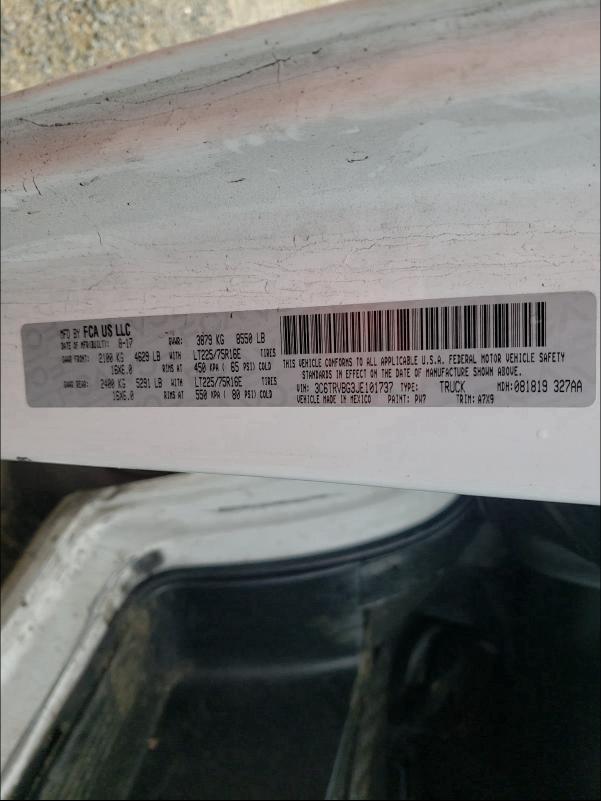 MFD BY FCA US LLC
DATE OF MFR(BUILT): 8-17 GVWR: 3879 KG 8550 LB
GAWR FRONT: 2100 KG 4629 LB WITH LT225/75R16E TIRES
16X6.0 RIMS AT 450 KPA ( 65 PSI) COLD
GAWR REAR: 2400 KG 5291 LB WITH LT225/75R16E TIRES
16X6.0 RIMS AT 550 KPA ( 80 PSI) COLD
THIS VEHICLE CONFORMS TO ALL APPLICABLE U.S.A. FEDERAL MOTOR VEHICLE SAFETY
STANDARDS IN EFFECT ON THE DATE OF MANUFACTURE SHOWN ABOVE.
VIN: 3C6TRVBG3JE101737 TYPE: TRUCK MDH: 081819 327AA
VEHICLE MADE IN MEXICO PAINT: PW7 TRIM: A7X9